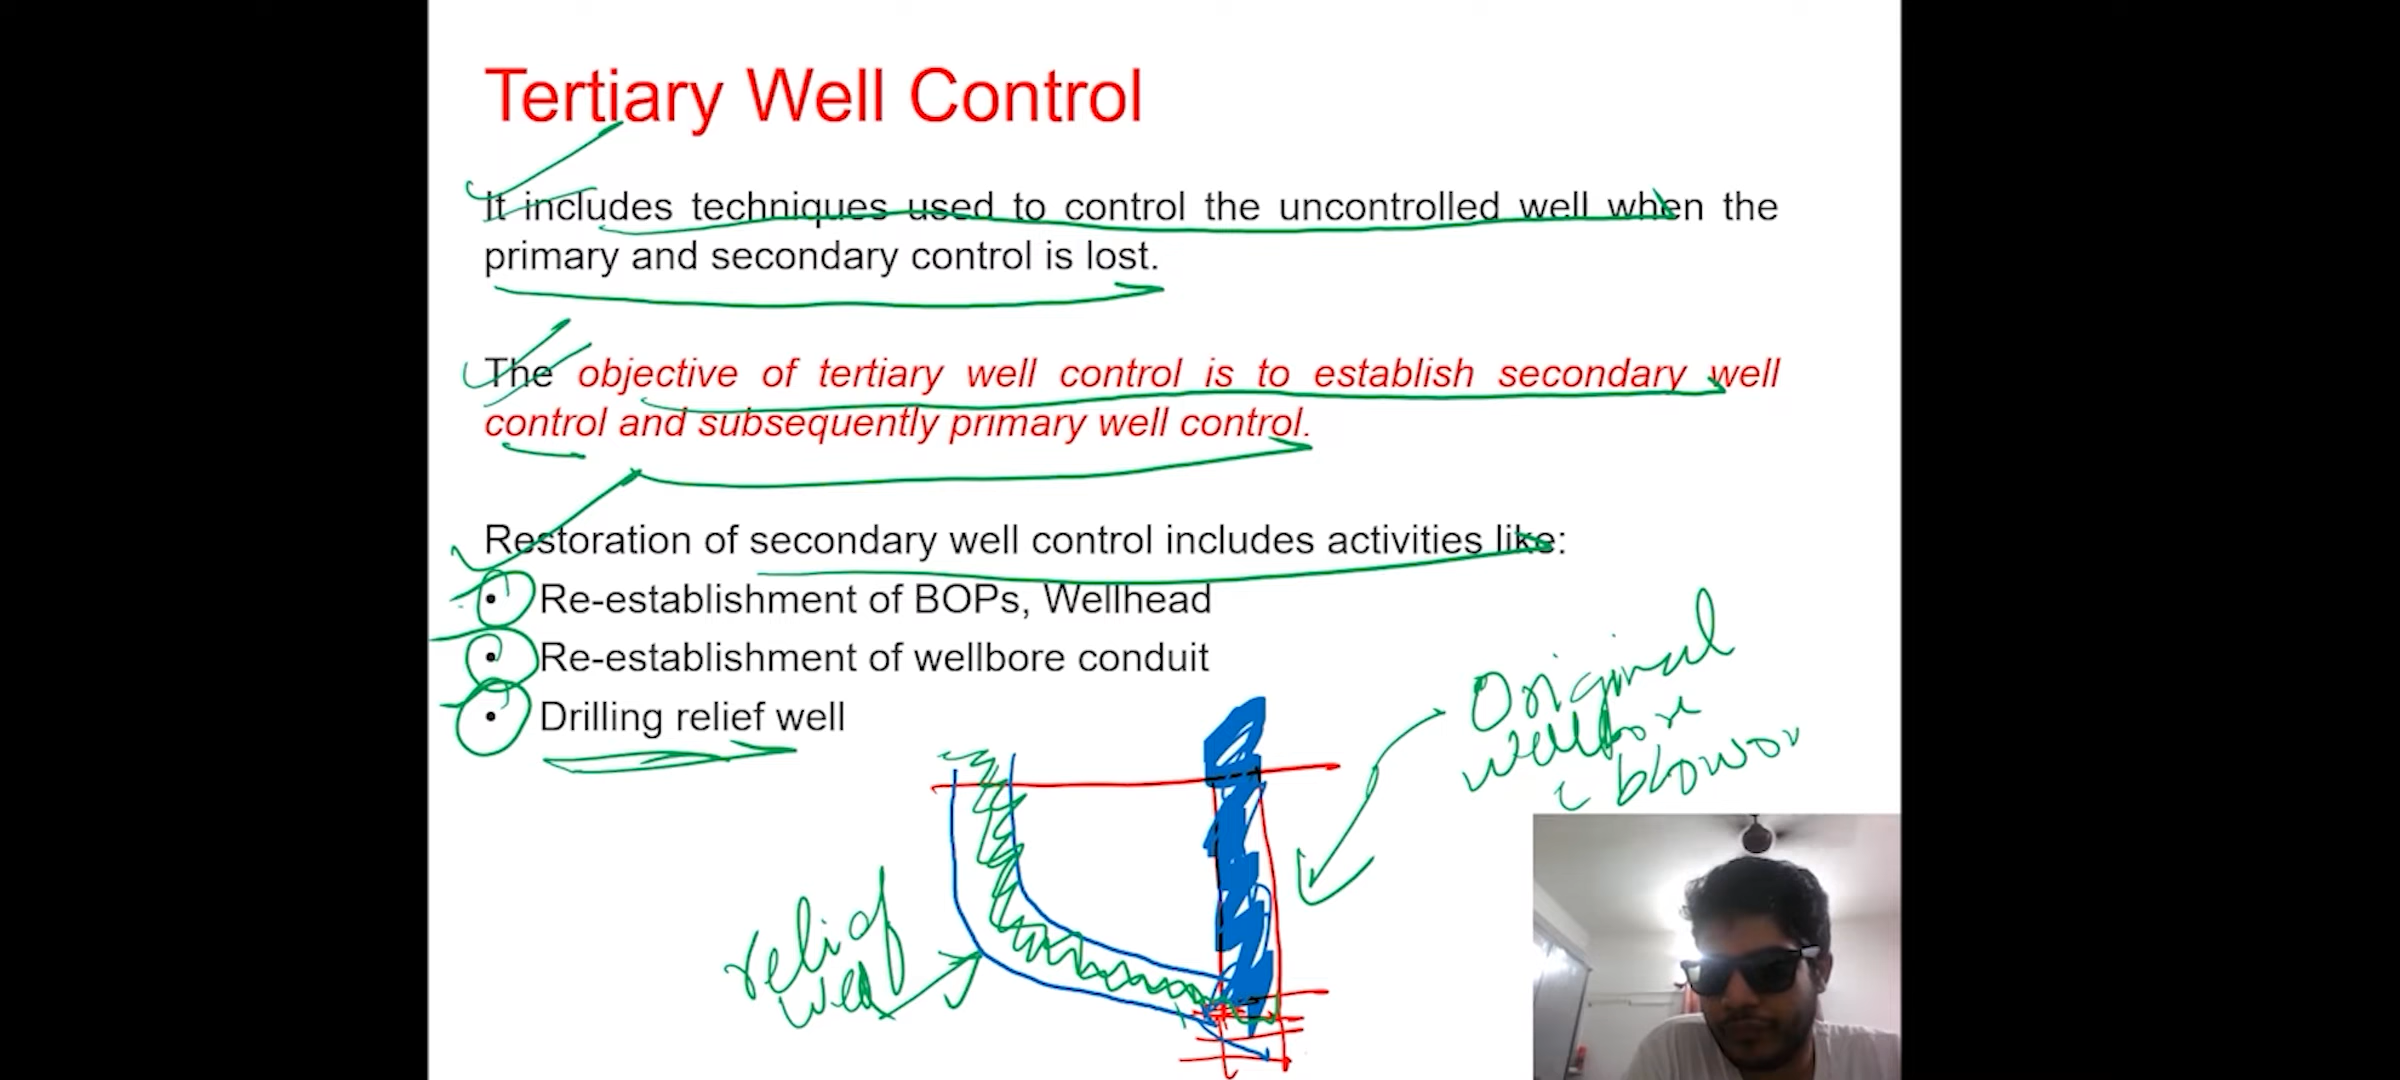 Tertiary Well Control
It includes techniques used to control the uncontrolled well when the
primary and secondary control is lost.
The objective of tertiary well control is to establish secondary well
control and subsequently primary well control.
Restoration of secondary well control includes activities like:
• Re-establishment of BOPs, Wellhead
• Re-establishment of wellbore conduit
• Drilling relief well
Original
relief
well